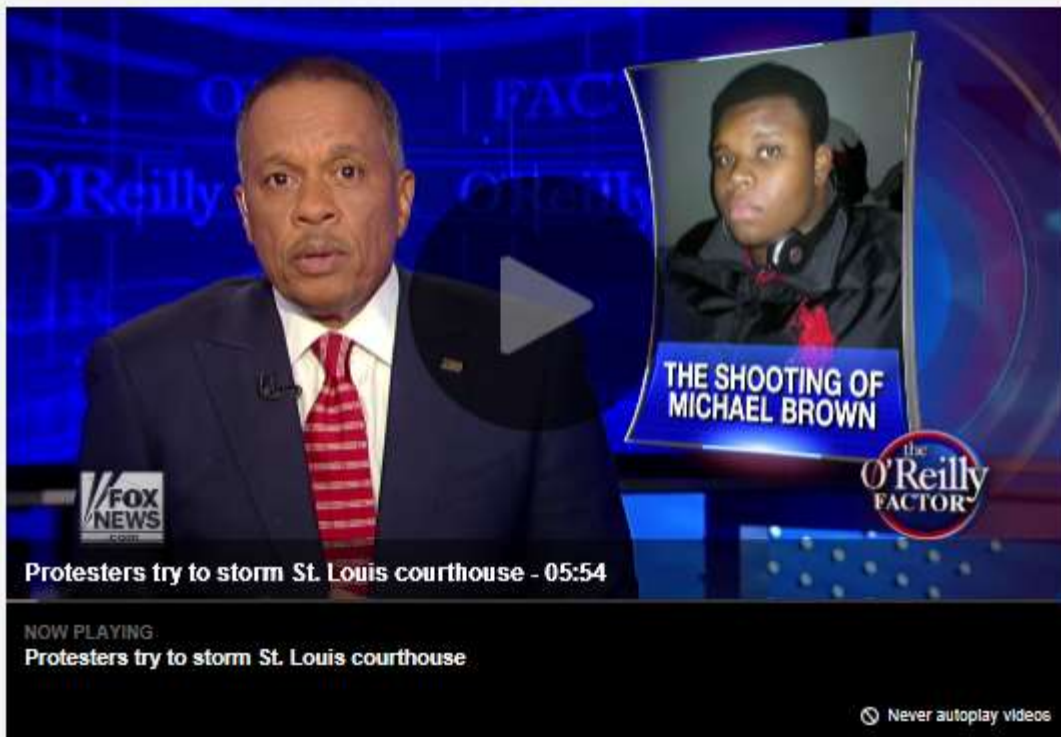 O'Reilly
THE SHOOTING OF
MICHAEL BROWN
the
O'Reilly
FACTOR
FOX
NEWS
.com
Protesters try to storm St. Louis courthouse - 05:54
NOW PLAYING
Protesters try to storm St. Louis courthouse
Never autoplay videos